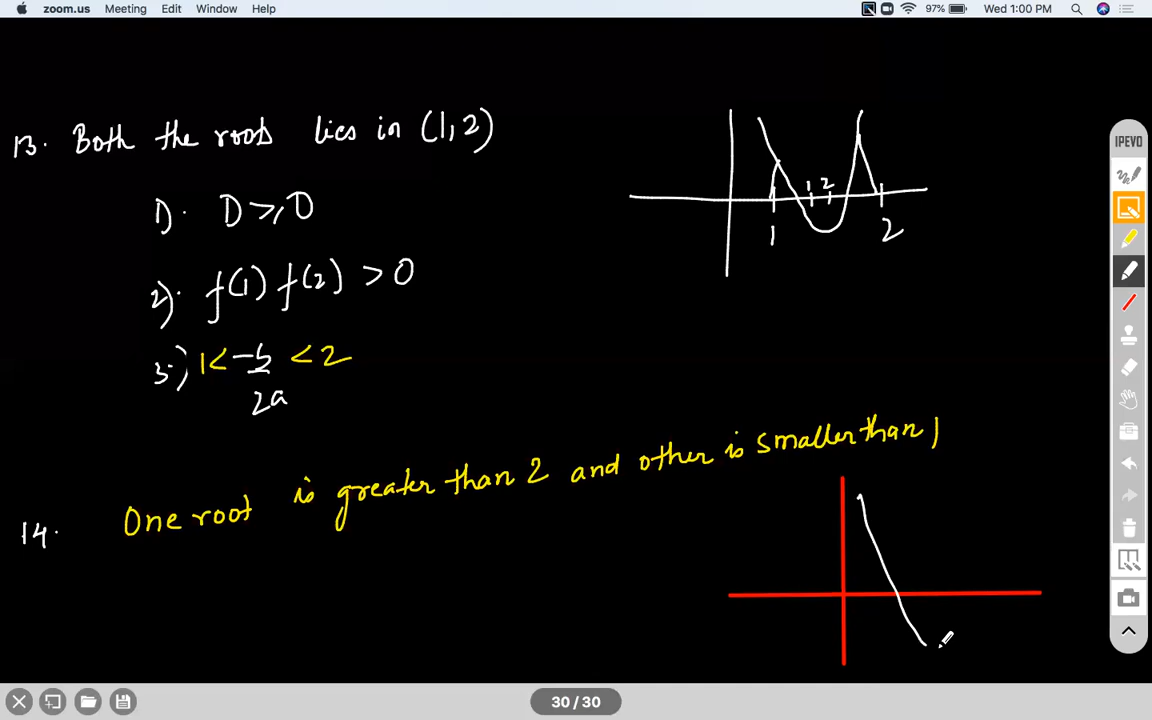 zoom.us Meeting Edit Window Help 97% Wed 1:00 PM
13. Both the roots lies in (1,2)
1). D ≥ 0
2). f(1) f(2) > 0
3.) 1 < -b/2a < 2
1 2
1 2
IPEVO
14. One root is greater than 2 and other is smaller than 1
30 / 30